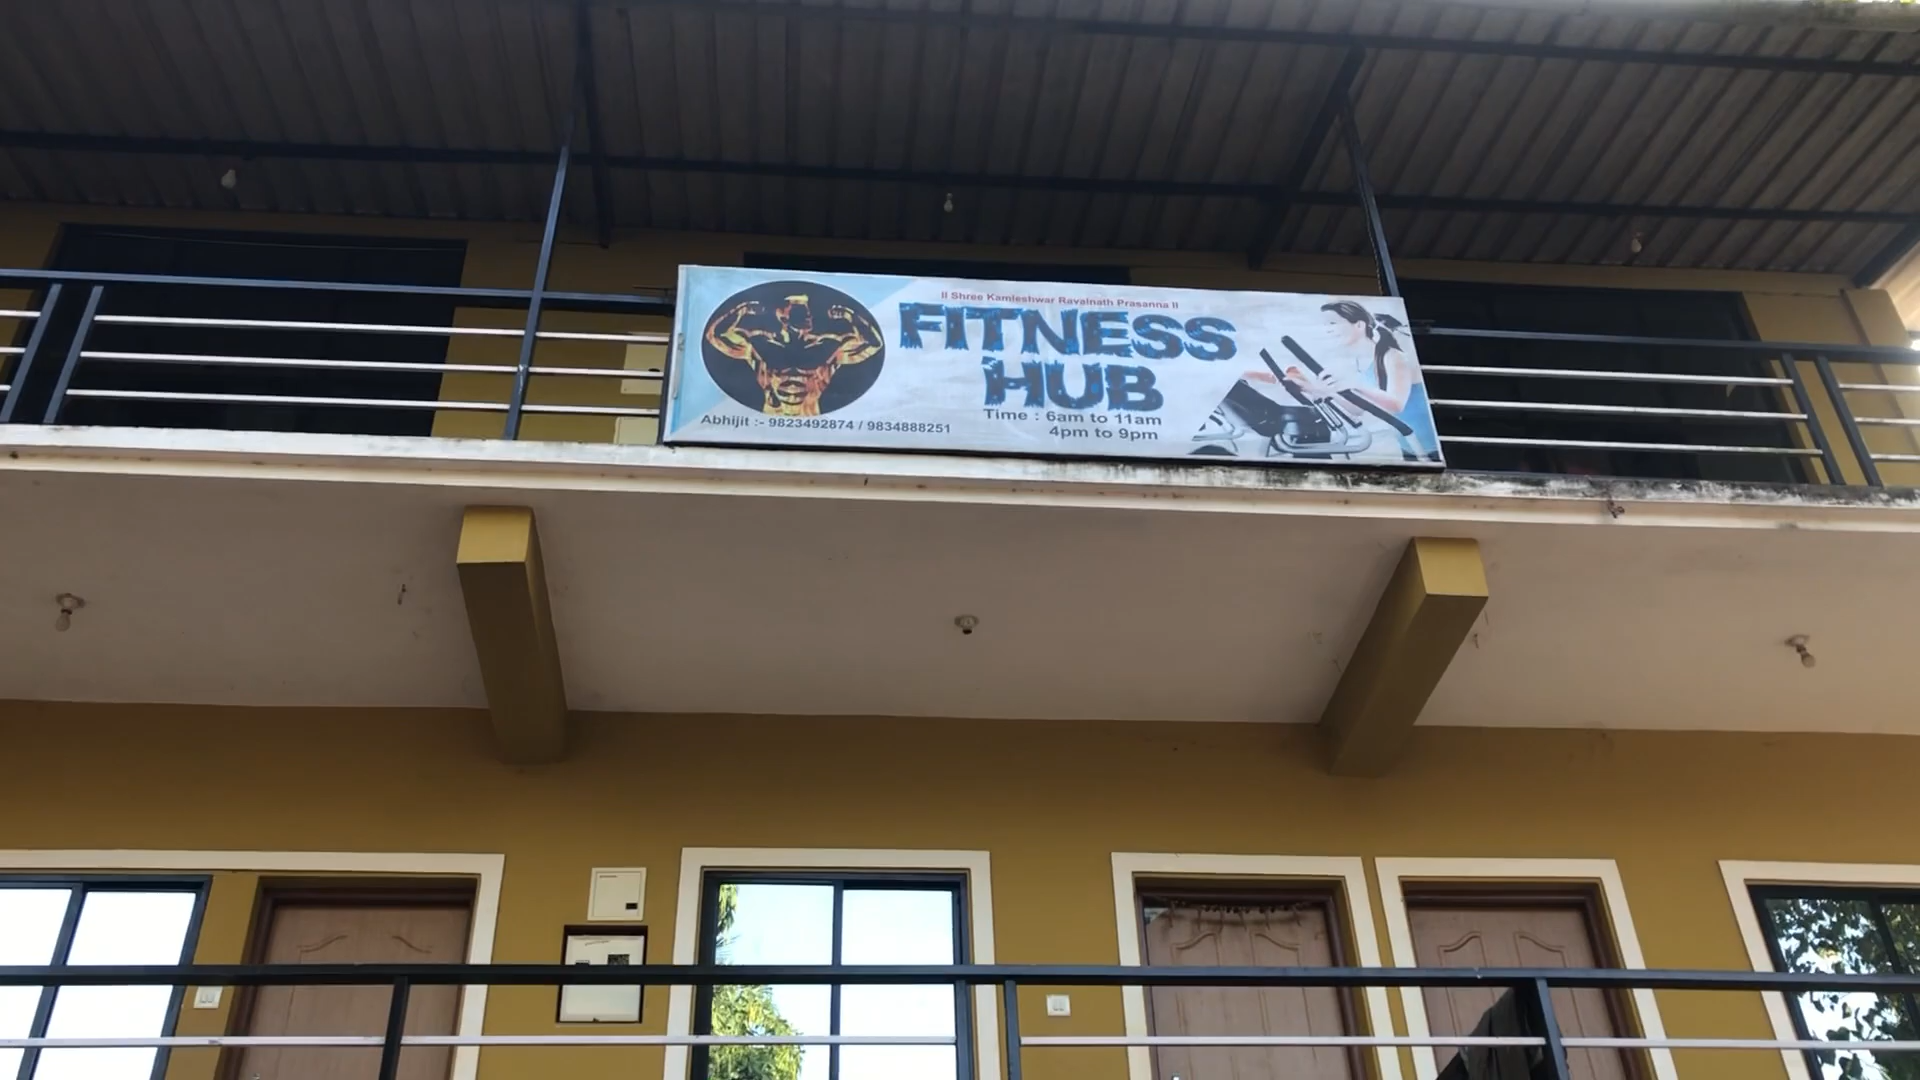 II Shree Kamleshwar Ravalnath Prasanna II
FITNESS
HUB
Time : 6am to 11am
4pm to 9pm
Abhijit :- 9823492874 / 9834888251